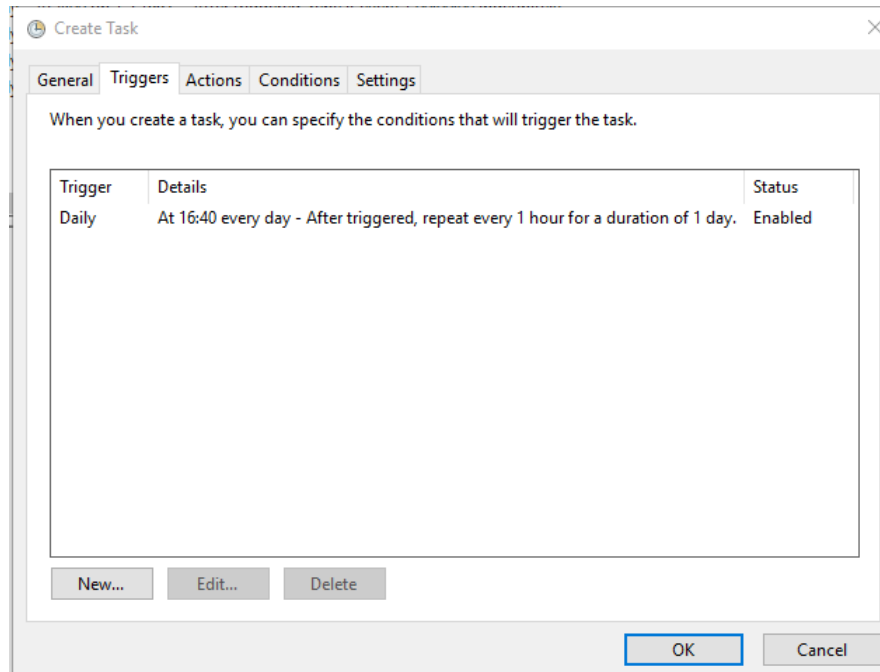 Create Task
General Triggers Actions Conditions Settings
When you create a task, you can specify the conditions that will trigger the task.
Trigger Details Status
Daily At 16:40 every day - After triggered, repeat every 1 hour for a duration of 1 day. Enabled
New... Edit... Delete
OK Cancel